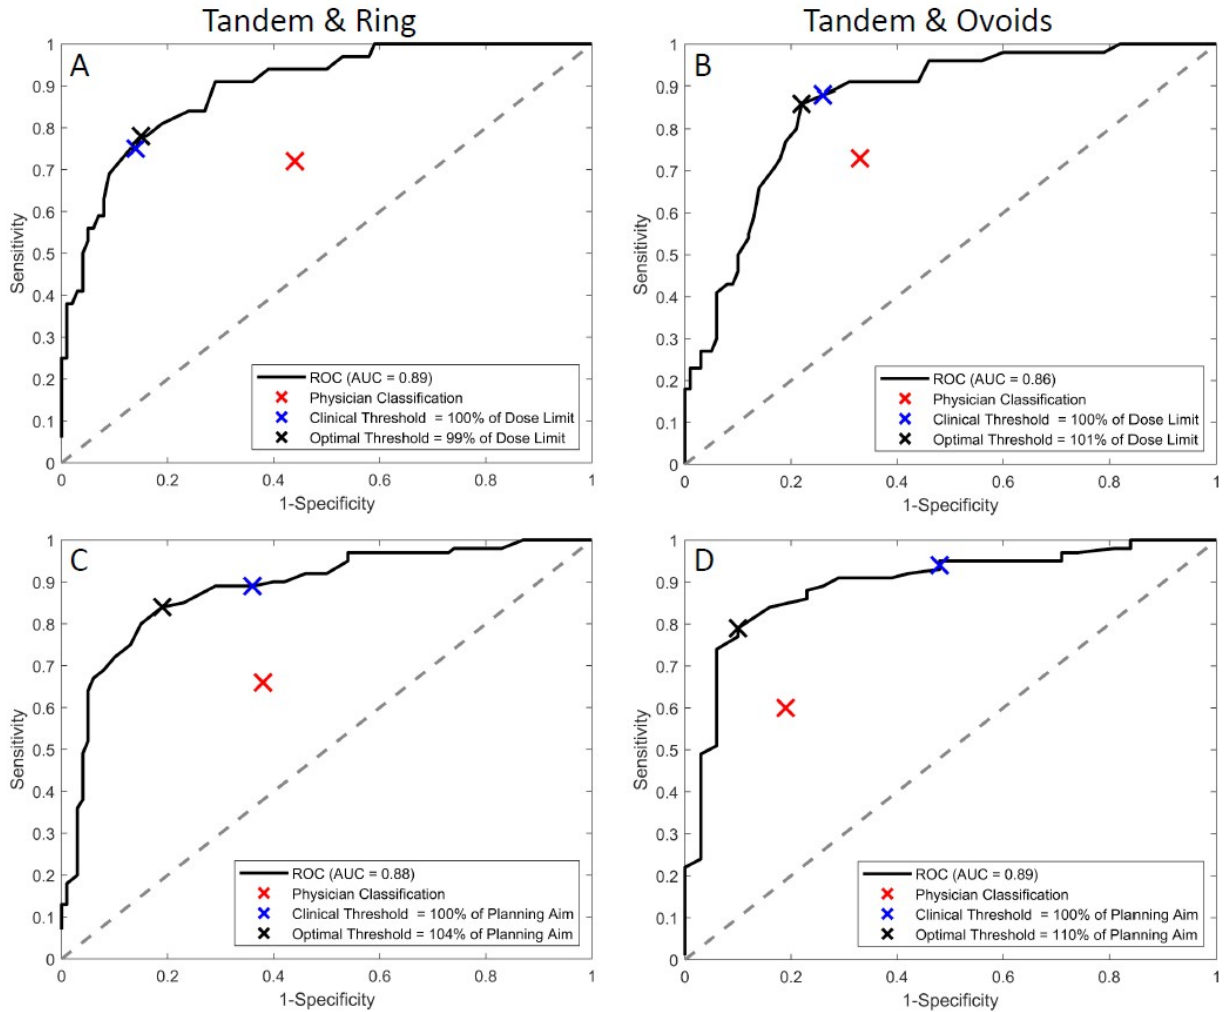 Tandem & Ring
Tandem & Ovoids
A
1
0.9
0.8
0.7
0.6
0.5
0.4
0.3
0.2
0.1
0
Sensitivity
ROC (AUC = 0.89)
Physician Classification
Clinical Threshold = 100% of Dose Limit
Optimal Threshold = 99% of Dose Limit
0 0.2 0.4 0.6 0.8 1
1-Specificity
B
1
0.9
0.8
0.7
0.6
0.5
0.4
0.3
0.2
0.1
0
Sensitivity
ROC (AUC = 0.86)
Physician Classification
Clinical Threshold = 100% of Dose Limit
Optimal Threshold = 101% of Dose Limit
0 0.2 0.4 0.6 0.8 1
1-Specificity
C
1
0.9
0.8
0.7
0.6
0.5
0.4
0.3
0.2
0.1
0
Sensitivity
ROC (AUC = 0.88)
Physician Classification
Clinical Threshold = 100% of Planning Aim
Optimal Threshold = 104% of Planning Aim
0 0.2 0.4 0.6 0.8 1
1-Specificity
D
1
0.9
0.8
0.7
0.6
0.5
0.4
0.3
0.2
0.1
0
Sensitivity
ROC (AUC = 0.89)
Physician Classification
Clinical Threshold = 100% of Planning Aim
Optimal Threshold = 110% of Planning Aim
0 0.2 0.4 0.6 0.8 1
1-Specificity